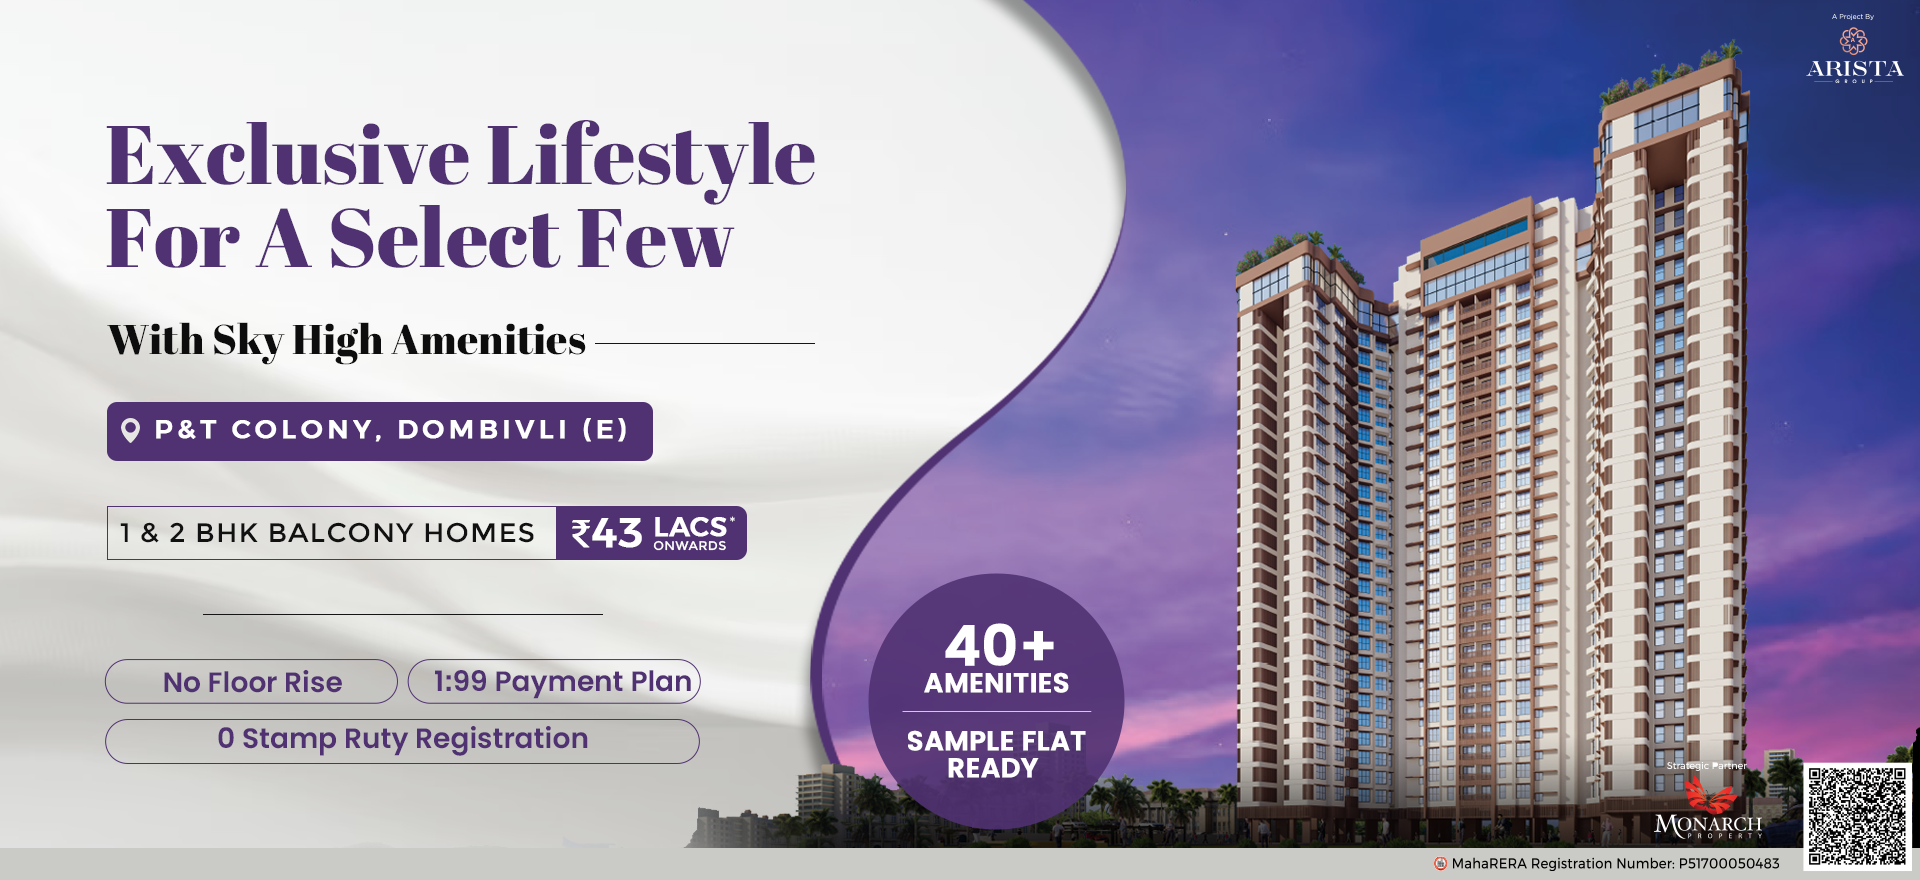 A Project By
ARISTA
GROUP
Exclusive Lifestyle
For A Select Few
With Sky High Amenities
P&T COLONY, DOMBIVLI (E)
1 & 2 BHK BALCONY HOMES
₹43 LACS*
ONWARDS
No Floor Rise
1:99 Payment Plan
0 Stamp Ruty Registration
40+
AMENITIES
SAMPLE FLAT
READY
Strategic Partner
MONARCH
PROPERTY
MahaRERA Registration Number: P51700050483